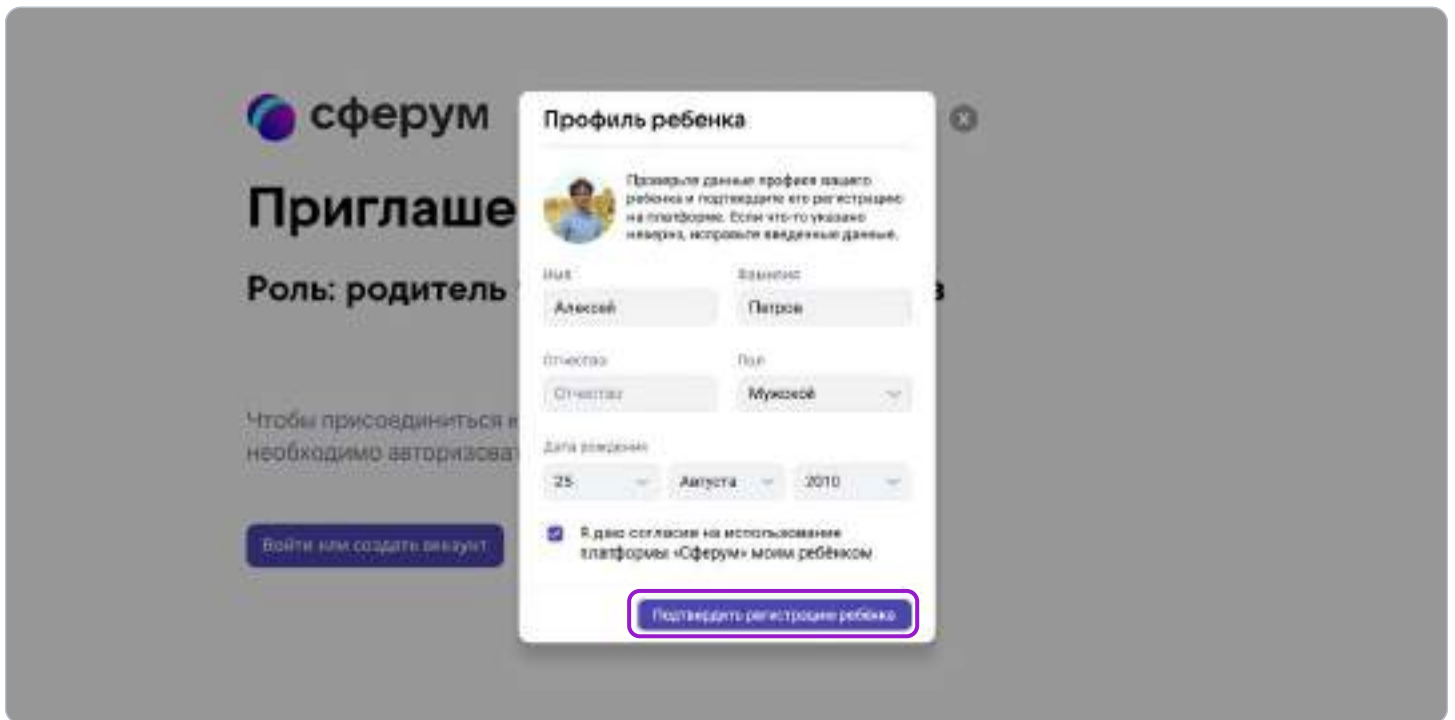 сферум
Приглаше
Роль: родитель
в
Чтобы присоединиться к
необходимо авторизова
Войти или создать аккаунт
Профиль ребенка
Проверьте данные профиля вашего
ребенка и подтвердите его регистрацию
на платформе. Если что-то указано
неверно, исправьте введенные данные.
Имя
Фамилия
Алексей
Петров
Отчество
Пол
Отчество
Мужской
Дата рождения
25
Августа
2010
Я даю согласие на использование
платформы «Сферум» моим ребёнком
Подтвердить регистрацию ребёнка